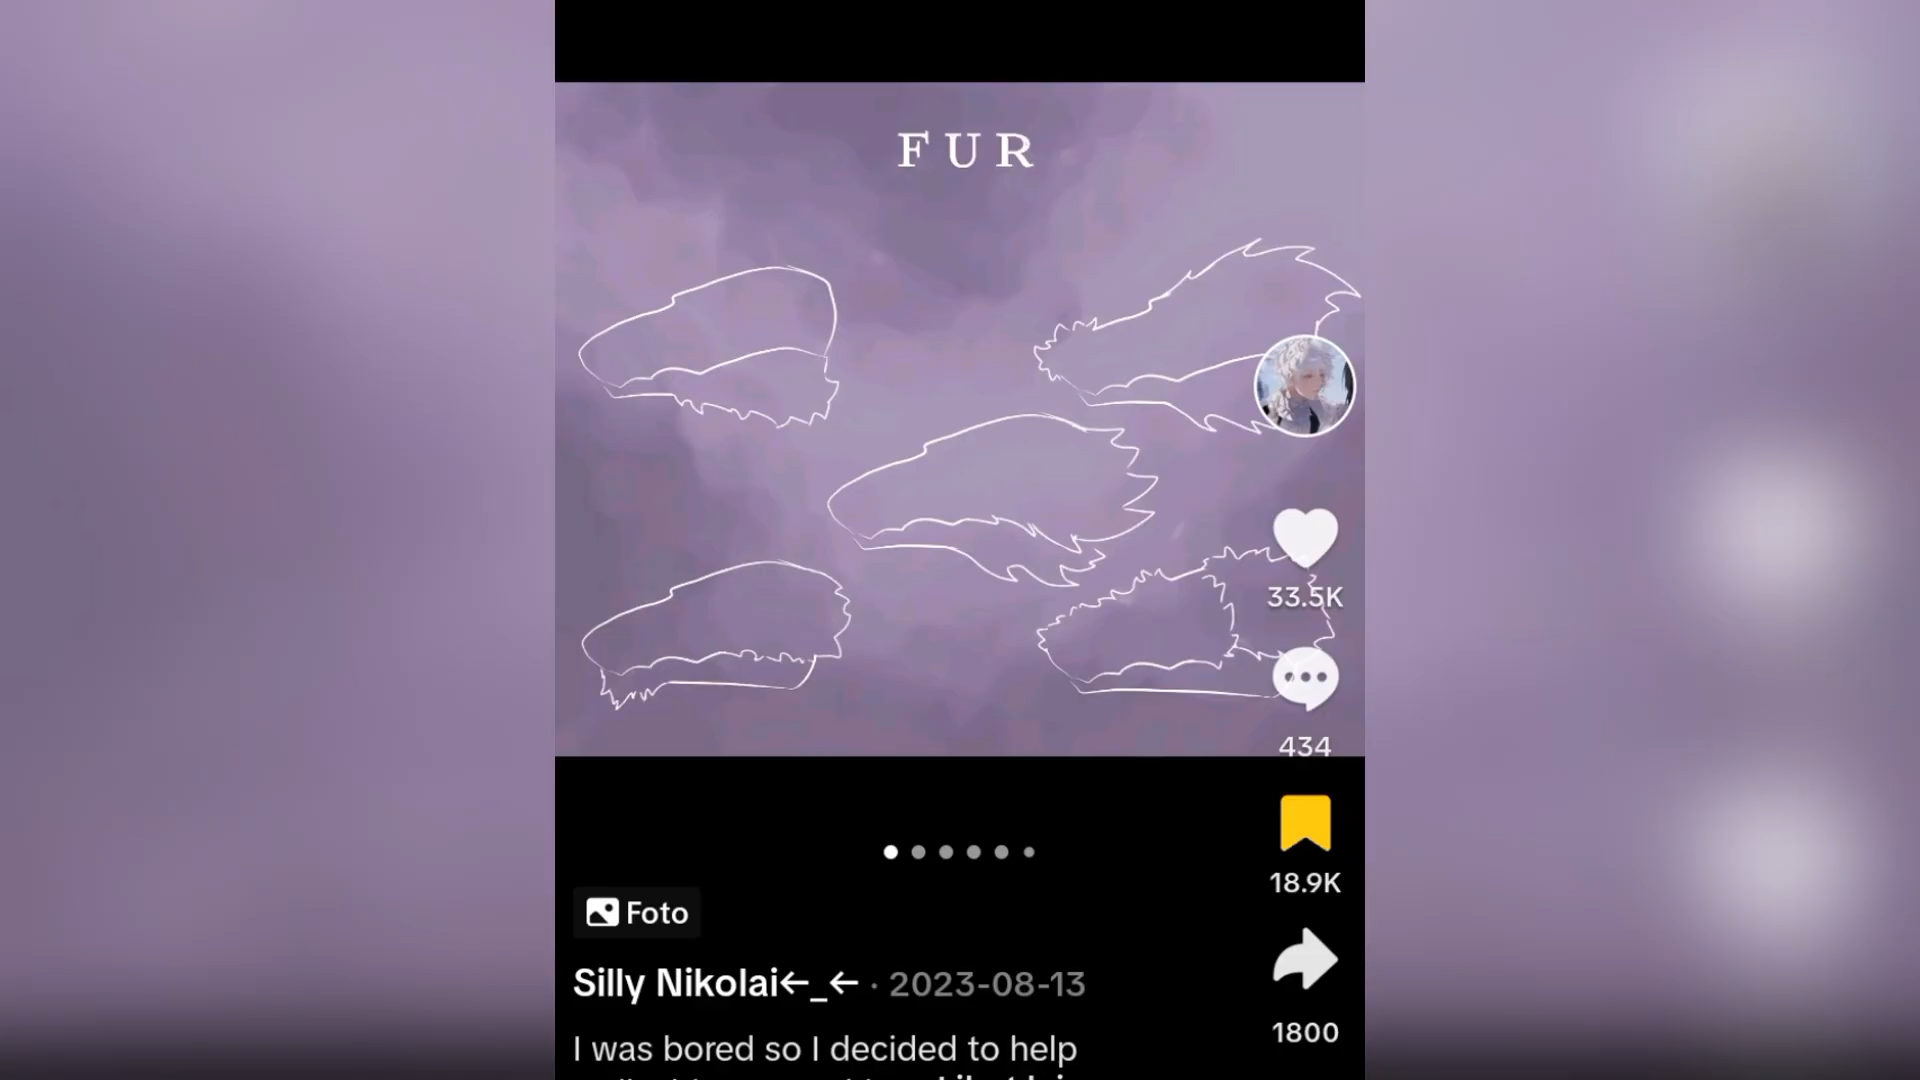 FUR
33.5K
434
18.9K
Foto
Silly Nikolai←_← · 2023-08-13
1800
I was bored so I decided to help